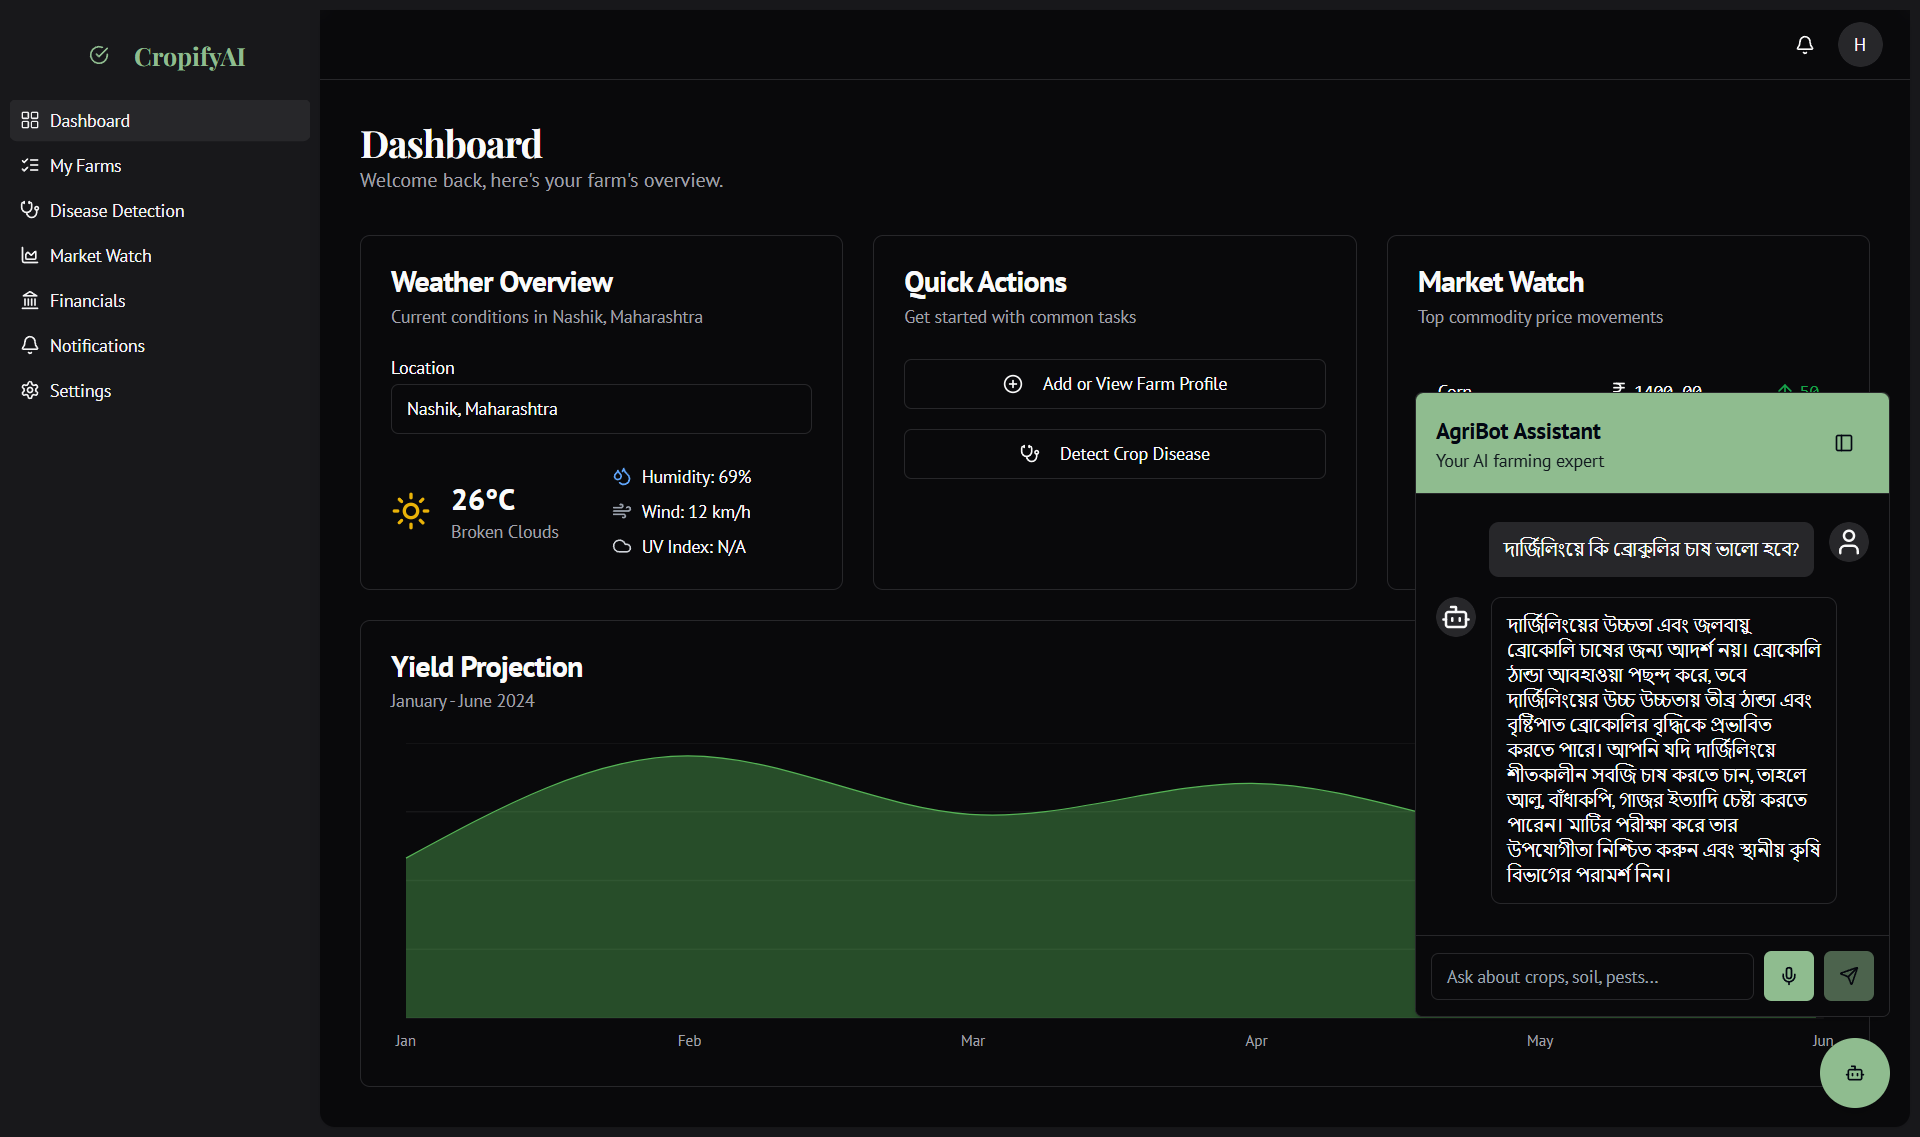 CropifyAI
Dashboard
My Farms
Disease Detection
Market Watch
Financials
Notifications
Settings
H
Dashboard
Welcome back, here's your farm's overview.
Weather Overview
Current conditions in Nashik, Maharashtra
Location
Nashik, Maharashtra
26°C
Broken Clouds
Humidity: 69%
Wind: 12 km/h
UV Index: N/A
Quick Actions
Get started with common tasks
Add or View Farm Profile
Detect Crop Disease
Market Watch
Top commodity price movements
Corn ₹ 1400.00 50
Yield Projection
January - June 2024
Jan Feb Mar Apr May Jun
AgriBot Assistant
Your AI farming expert
দার্জিলিংয়ে কি ব্রোকুলির চাষ ভালো হবে?
দার্জিলিংয়ের উচ্চতা এবং জলবায়ু
ব্রোকোলি চাষের জন্য আদর্শ নয়। ব্রোকোলি
ঠান্ডা আবহাওয়া পছন্দ করে, তবে
দার্জিলিংয়ের উচ্চ উচ্চতায় তীব্র ঠান্ডা এবং
বৃষ্টিপাত ব্রোকোলির বৃদ্ধিকে প্রভাবিত
করতে পারে। আপনি যদি দার্জিলিংয়ে
শীতকালীন সবজি চাষ করতে চান, তাহলে
আলু, বাঁধাকপি, গাজর ইত্যাদি চেষ্টা করতে
পারেন। মাটির পরীক্ষা করে তার
উপযোগীতা নিশ্চিত করুন এবং স্থানীয় কৃষি
বিভাগের পরামর্শ নিন।
Ask about crops, soil, pests...